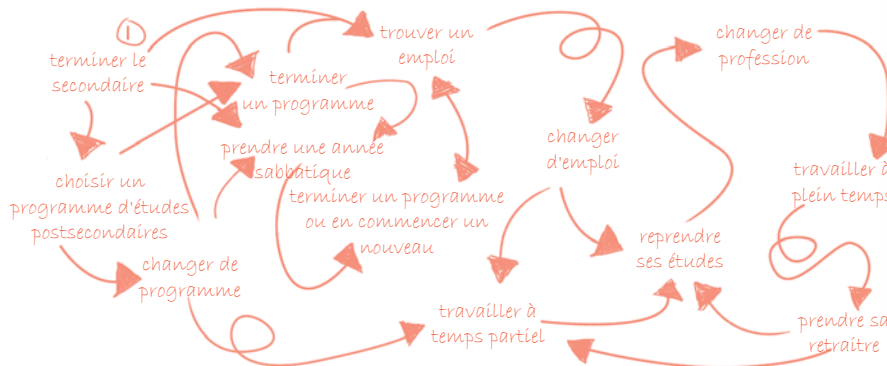 1
terminer le
secondaire
trouver un
emploi
changer de
profession
terminer
un programme
prendre une année
sabbatique
changer
d'emploi
choisir un
programme d'études
postsecondaires
terminer un programme
ou en commencer un
nouveau
travailler à
plein temps
changer de
programme
reprendre
ses études
travailler à
temps partiel
prendre sa
retraitre